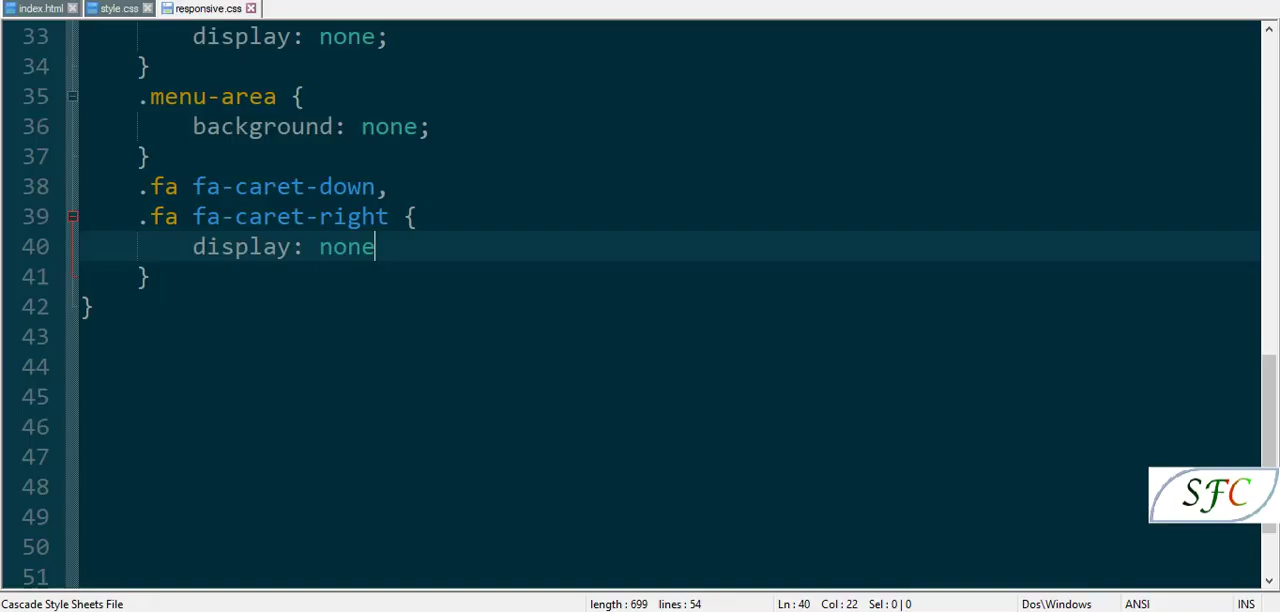 index.html style.css responsive.css
33 display: none;
34 }
35 .menu-area {
36 background: none;
37 }
38 .fa fa-caret-down,
39 .fa fa-caret-right {
40 display: none
41 }
42 }
43
44
45
46
47
48
49
50
51
SFC
Cascade Style Sheets File length : 699 lines : 54 Ln : 40 Col : 22 Sel : 0 | 0 Dos\Windows ANSI INS